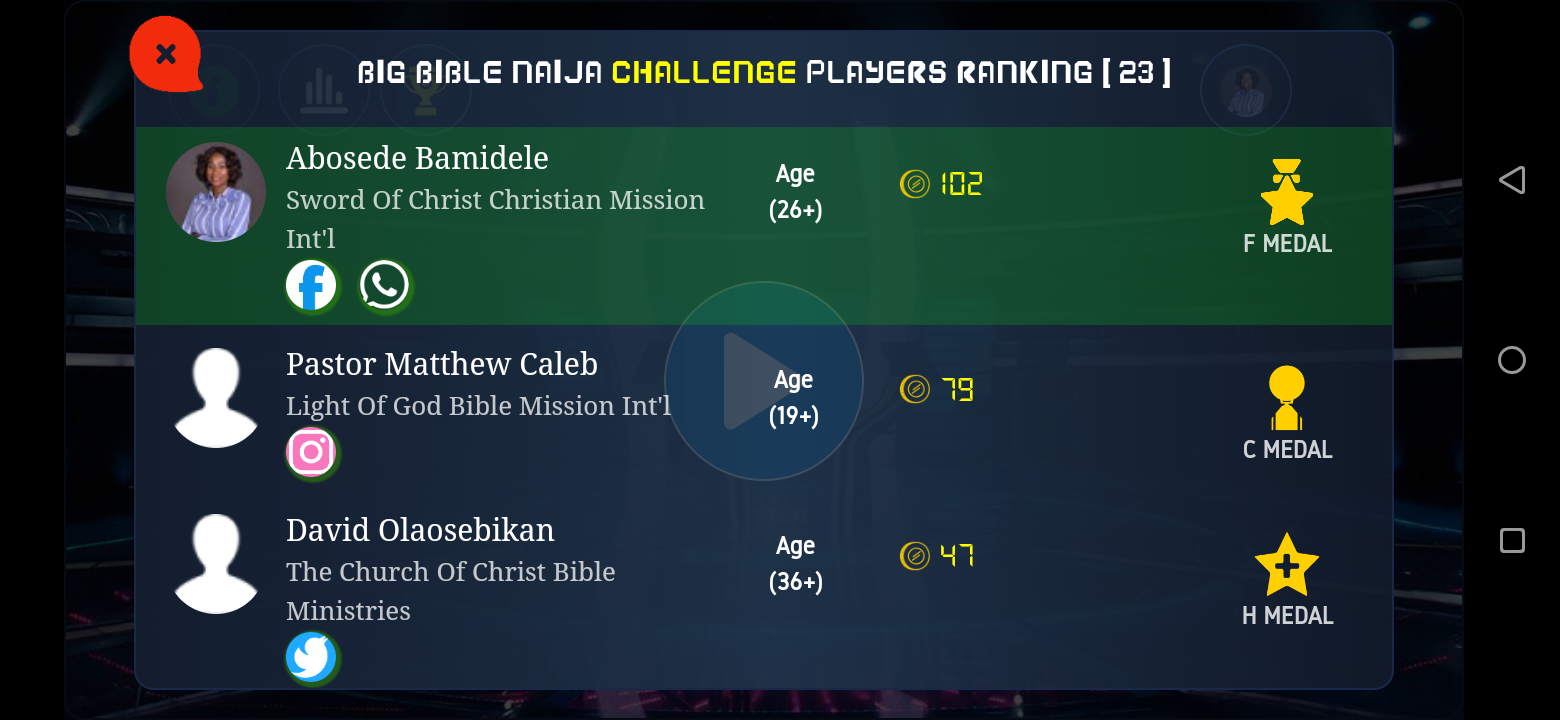 BIG BIBLE NAIJA CHALLENGE PLAYERS RANKING [ 23 ]
Abosede Bamidele
Sword Of Christ Christian Mission
Int'l
Age
(26+)
102
F MEDAL
Pastor Matthew Caleb
Light Of God Bible Mission Int'l
Age
(19+)
79
C MEDAL
David Olaosebikan
The Church Of Christ Bible
Ministries
Age
(36+)
47
H MEDAL